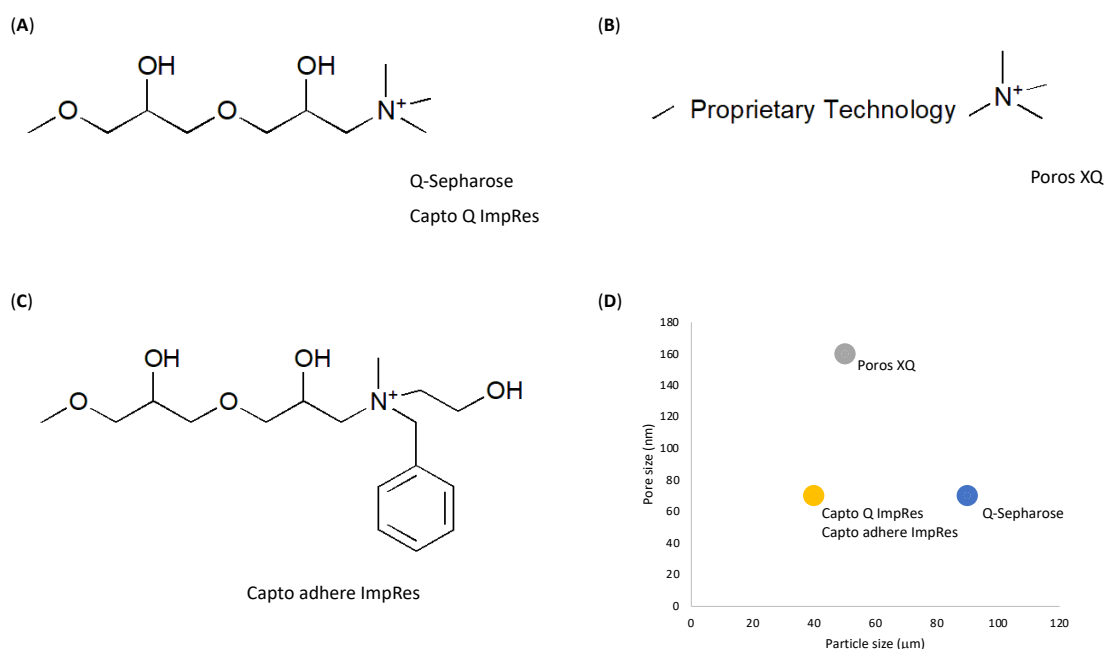 (A)
OH
OH
O
O
N+
Q-Sepharose
Capto Q ImpRes
(B)
Proprietary Technology
N+
Poros XQ
(C)
OH
OH
O
O
N+
OH
Capto adhere ImpRes
(D)
Pore size (nm)
180
160
140
120
100
80
60
40
20
0
Poros XQ
Capto Q ImpRes
Capto adhere ImpRes
Q-Sepharose
0
20
40
60
80
100
120
Particle size (μm)